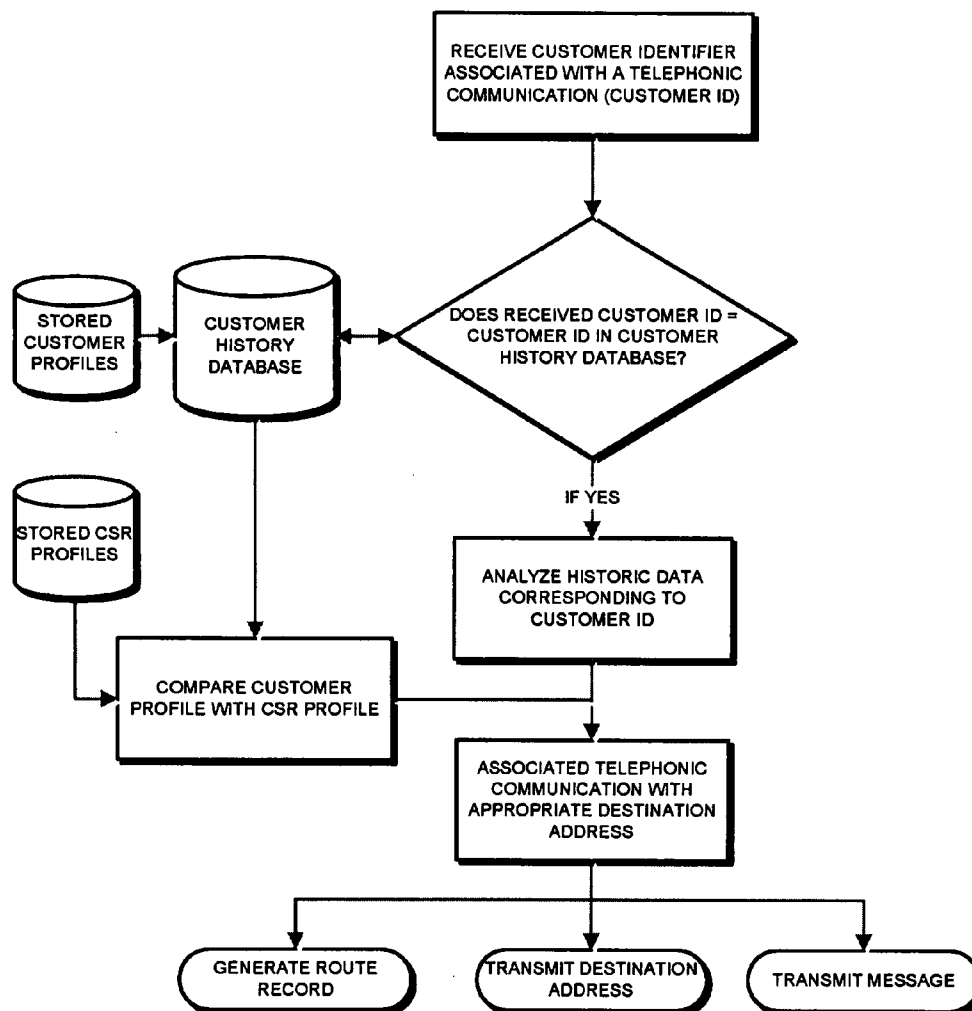 RECEIVE CUSTOMER IDENTIFIER
ASSOCIATED WITH A TELEPHONIC
COMMUNICATION (CUSTOMER ID)
DOES RECEIVED CUSTOMER ID =
CUSTOMER ID IN CUSTOMER
HISTORY DATABASE?
STORED
CUSTOMER
PROFILES
CUSTOMER
HISTORY
DATABASE
IF YES
STORED CSR
PROFILES
ANALYZE HISTORIC DATA
CORRESPONDING TO
CUSTOMER ID
COMPARE CUSTOMER
PROFILE WITH CSR PROFILE
ASSOCIATED TELEPHONIC
COMMUNICATION WITH
APPROPRIATE DESTINATION
ADDRESS
GENERATE ROUTE
RECORD
TRANSMIT DESTINATION
ADDRESS
TRANSMIT MESSAGE